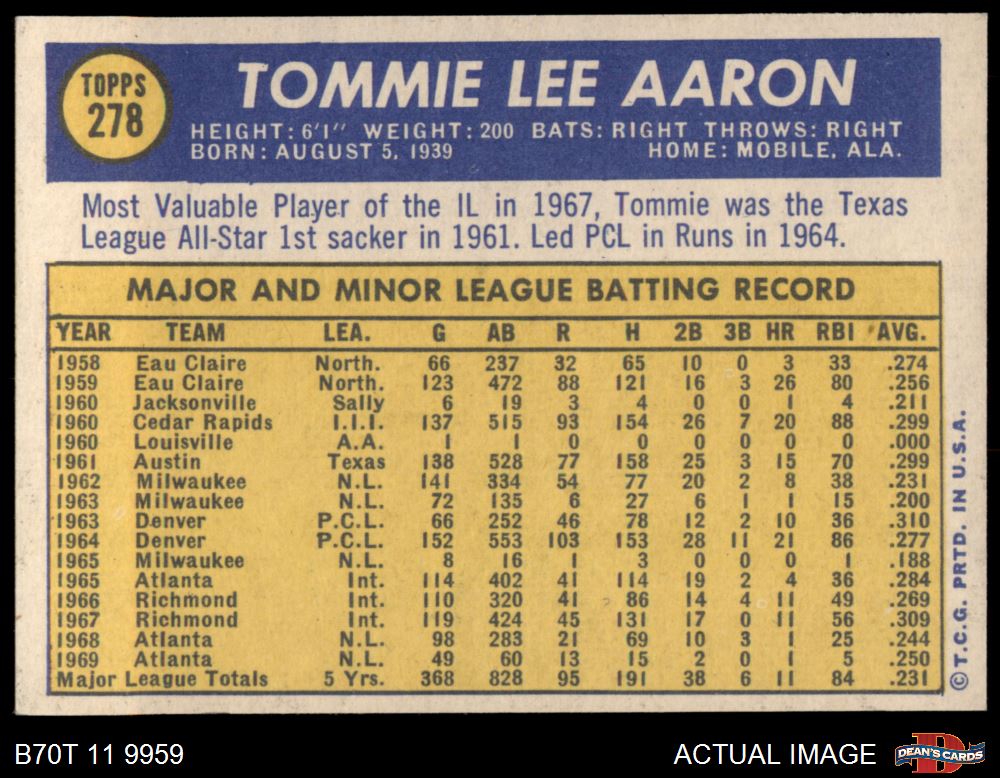 TOPPS
278
TOMMIE LEE AARON
HEIGHT: 6'1" WEIGHT: 200 BATS: RIGHT THROWS: RIGHT
BORN: AUGUST 5, 1939 HOME: MOBILE, ALA.
Most Valuable Player of the IL in 1967, Tommie was the Texas
League All-Star 1st sacker in 1961. Led PCL in Runs in 1964.
MAJOR AND MINOR LEAGUE BATTING RECORD
YEAR TEAM LEA. G AB R H 2B 3B HR RBI AVG.
1958 Eau Claire North. 66 237 32 65 10 0 3 33 .274
1959 Eau Claire North. 123 472 88 121 16 3 26 80 .256
1960 Jacksonville Sally 6 19 3 4 0 0 1 4 .211
1960 Cedar Rapids I.I.I. 137 515 93 154 26 7 20 88 .299
1960 Louisville A.A. 1 1 0 0 0 0 0 0 .000
1961 Austin Texas 138 528 77 158 25 3 15 70 .299
1962 Milwaukee N.L. 141 334 54 77 20 2 8 38 .231
1963 Milwaukee N.L. 72 135 6 27 6 1 1 15 .200
1963 Denver P.C.L. 66 252 46 78 12 2 10 36 .310
1964 Denver P.C.L. 152 553 103 153 28 11 21 86 .277
1965 Milwaukee N.L. 8 16 1 3 0 0 0 1 .188
1965 Atlanta Int. 114 402 41 114 19 2 4 36 .284
1966 Richmond Int. 110 320 41 86 14 4 11 49 .269
1967 Richmond Int. 119 424 45 131 17 0 11 56 .309
1968 Atlanta N.L. 98 283 21 69 10 3 1 25 .244
1969 Atlanta N.L. 49 60 13 15 2 0 1 5 .250
Major League Totals 5 Yrs. 368 828 95 191 38 6 11 84 .231
© T.C.G. PRTD. IN U.S.A.
B70T 11 9959 ACTUAL IMAGE
D
DEAN'S CARDS